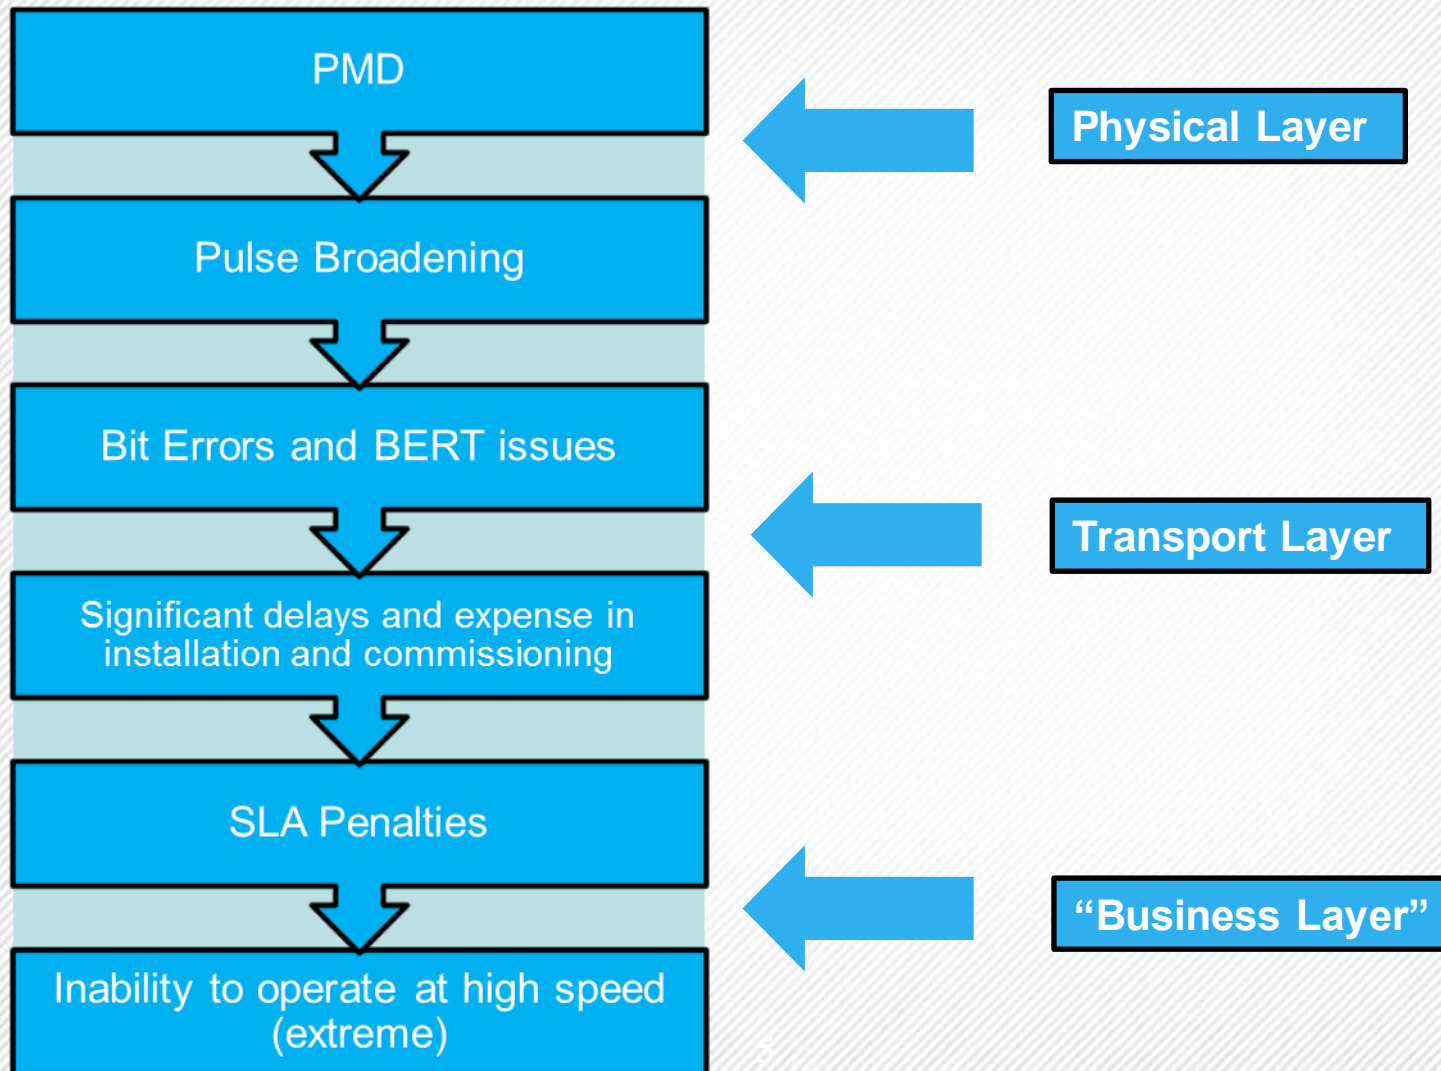 PMD
Physical Layer
Pulse Broadening
Bit Errors and BERT issues
Transport Layer
Significant delays and expense in
installation and commissioning
SLA Penalties
“Business Layer”
Inability to operate at high speed
(extreme)
5